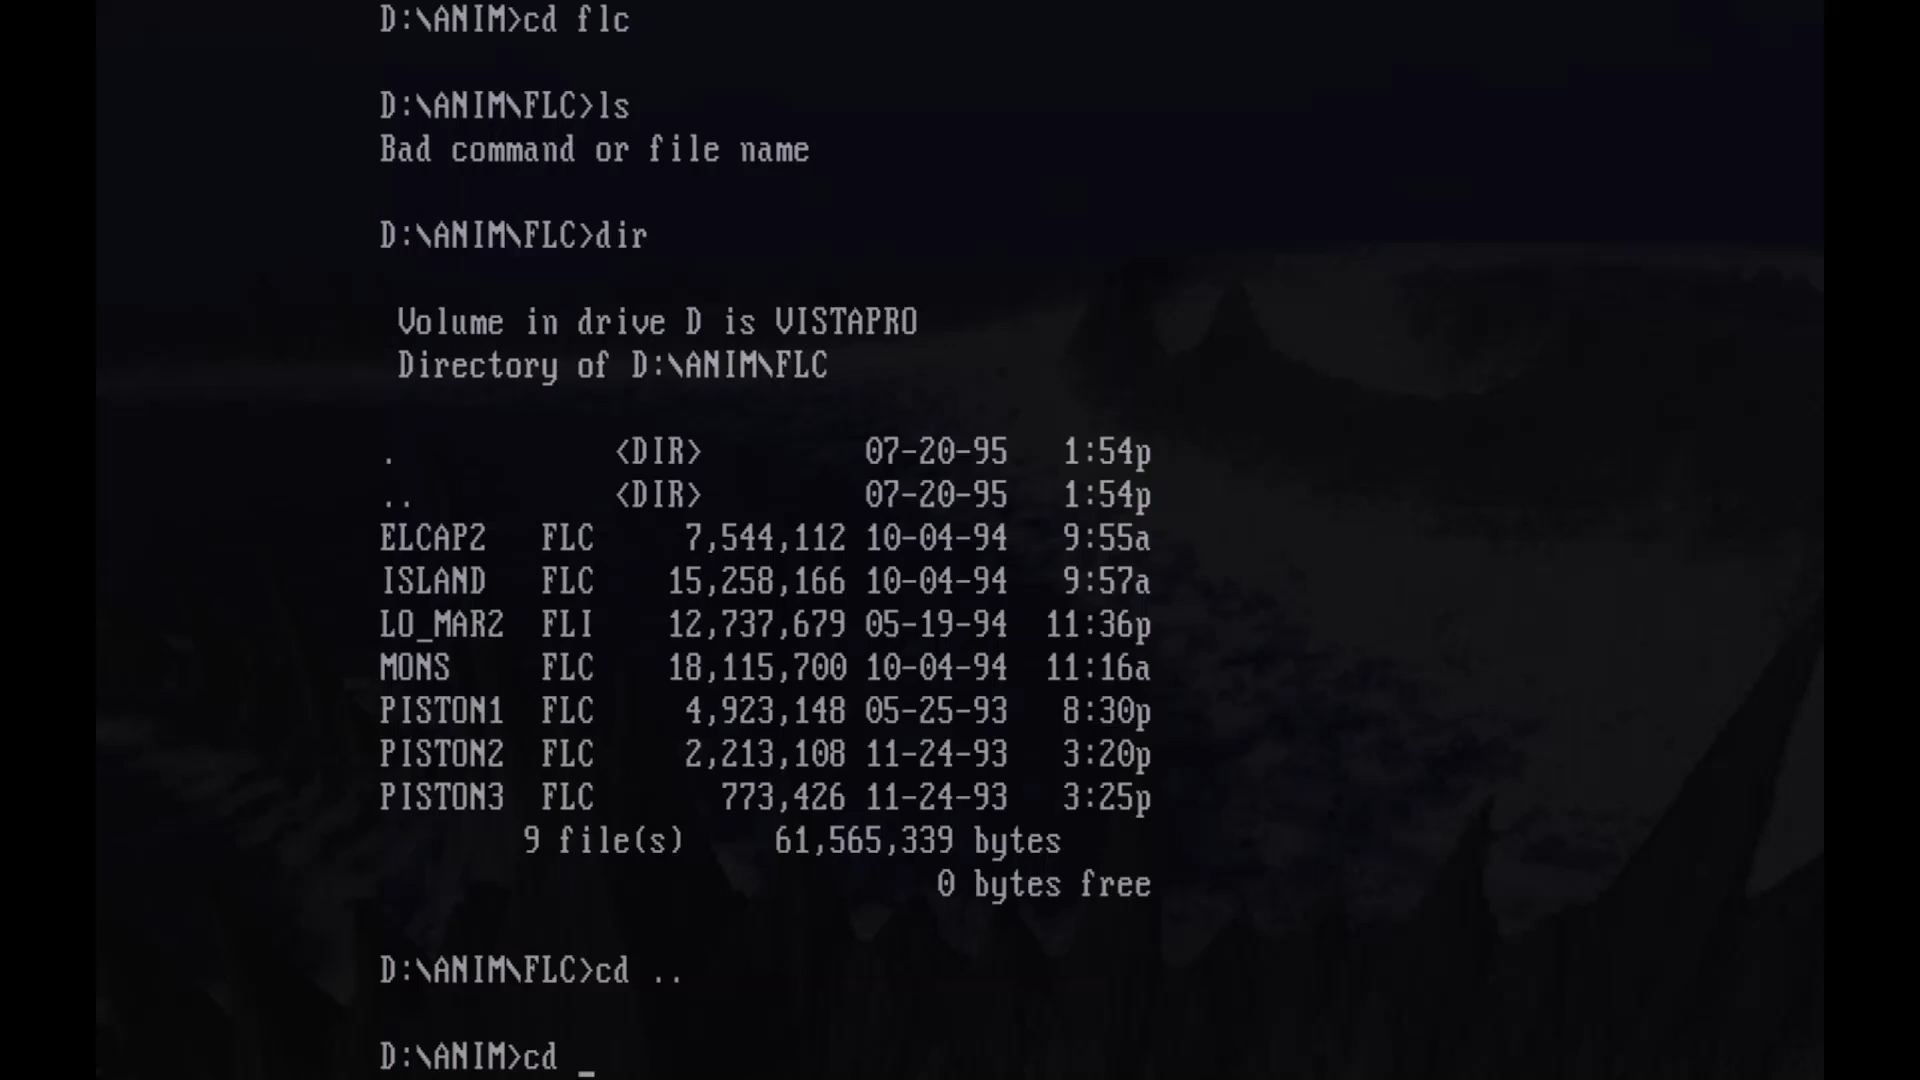 D:\ANIM>cd flc
D:\ANIM\FLC>ls
Bad command or file name
D:\ANIM\FLC>dir
Volume in drive D is VISTAPRO
Directory of D:\ANIM\FLC
. <DIR> 07-20-95 1:54p
.. <DIR> 07-20-95 1:54p
ELCAP2 FLC 7,544,112 10-04-94 9:55a
ISLAND FLC 15,258,166 10-04-94 9:57a
LO_MAR2 FLI 12,737,679 05-19-94 11:36p
MONS FLC 18,115,700 10-04-94 11:16a
PISTON1 FLC 4,923,148 05-25-93 8:30p
PISTON2 FLC 2,213,108 11-24-93 3:20p
PISTON3 FLC 773,426 11-24-93 3:25p
9 file(s) 61,565,339 bytes
0 bytes free
D:\ANIM\FLC>cd ..
D:\ANIM>cd _